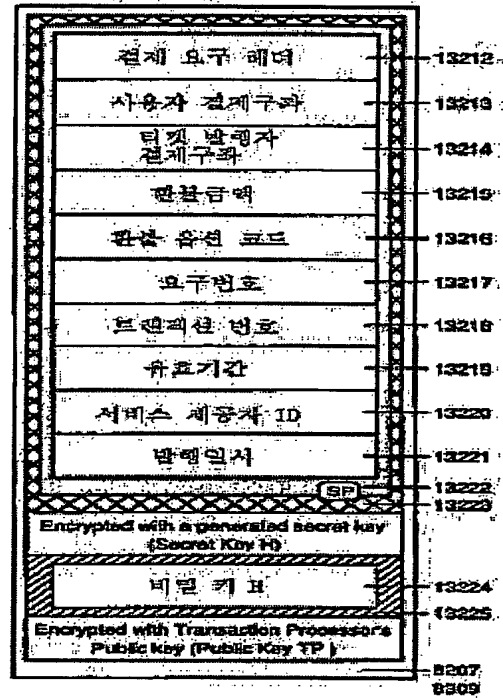 결제 요구 헤더
13212
사용자 결제구좌
13213
티켓 발행자
결제구좌
13214
환불금액
13215
환불 옵션 코드
13216
요구번호
13217
트랜잭션 번호
13218
유효기간
13219
서비스 제공자 ID
13220
발행일시
13221
SP
13222
13223
Encrypted with a generated secret key
(Secret Key H)
비밀 키 H
13224
13225
Encrypted with Transaction Processor's
Public key (Public Key TP)
8207
8309